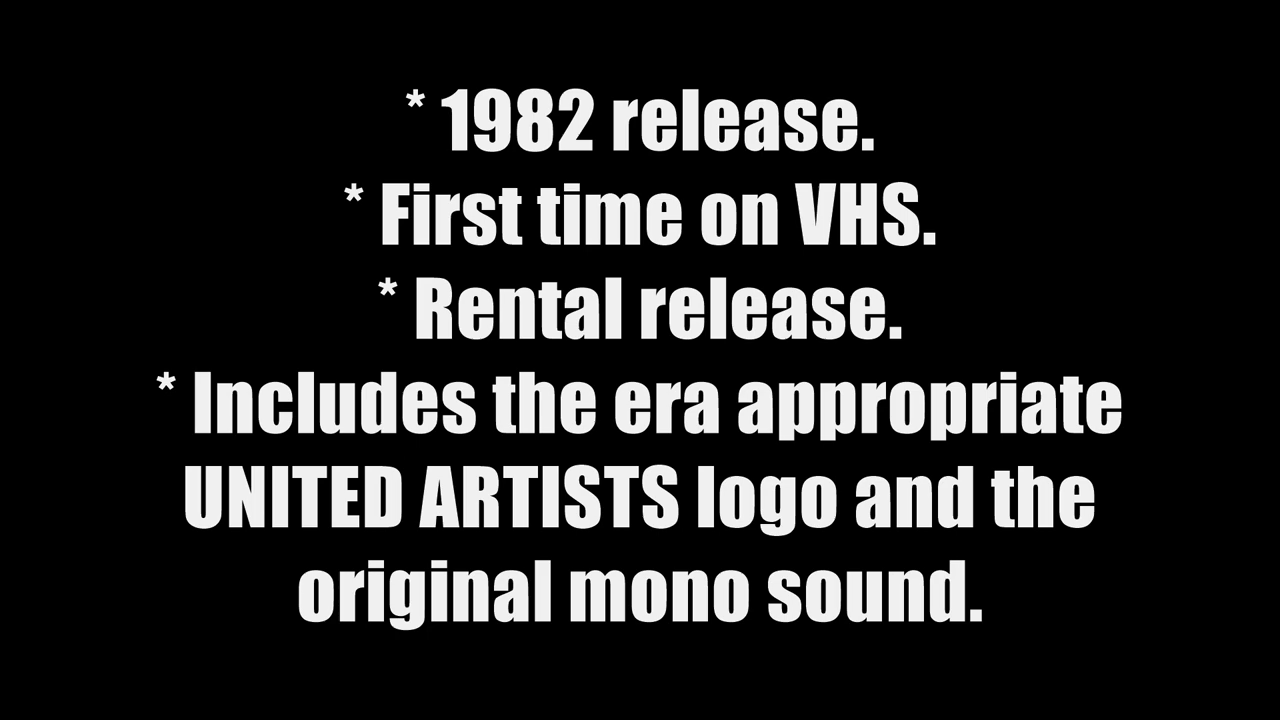 * 1982 release.
* First time on VHS.
* Rental release.
* Includes the era appropriate
UNITED ARTISTS logo and the
original mono sound.